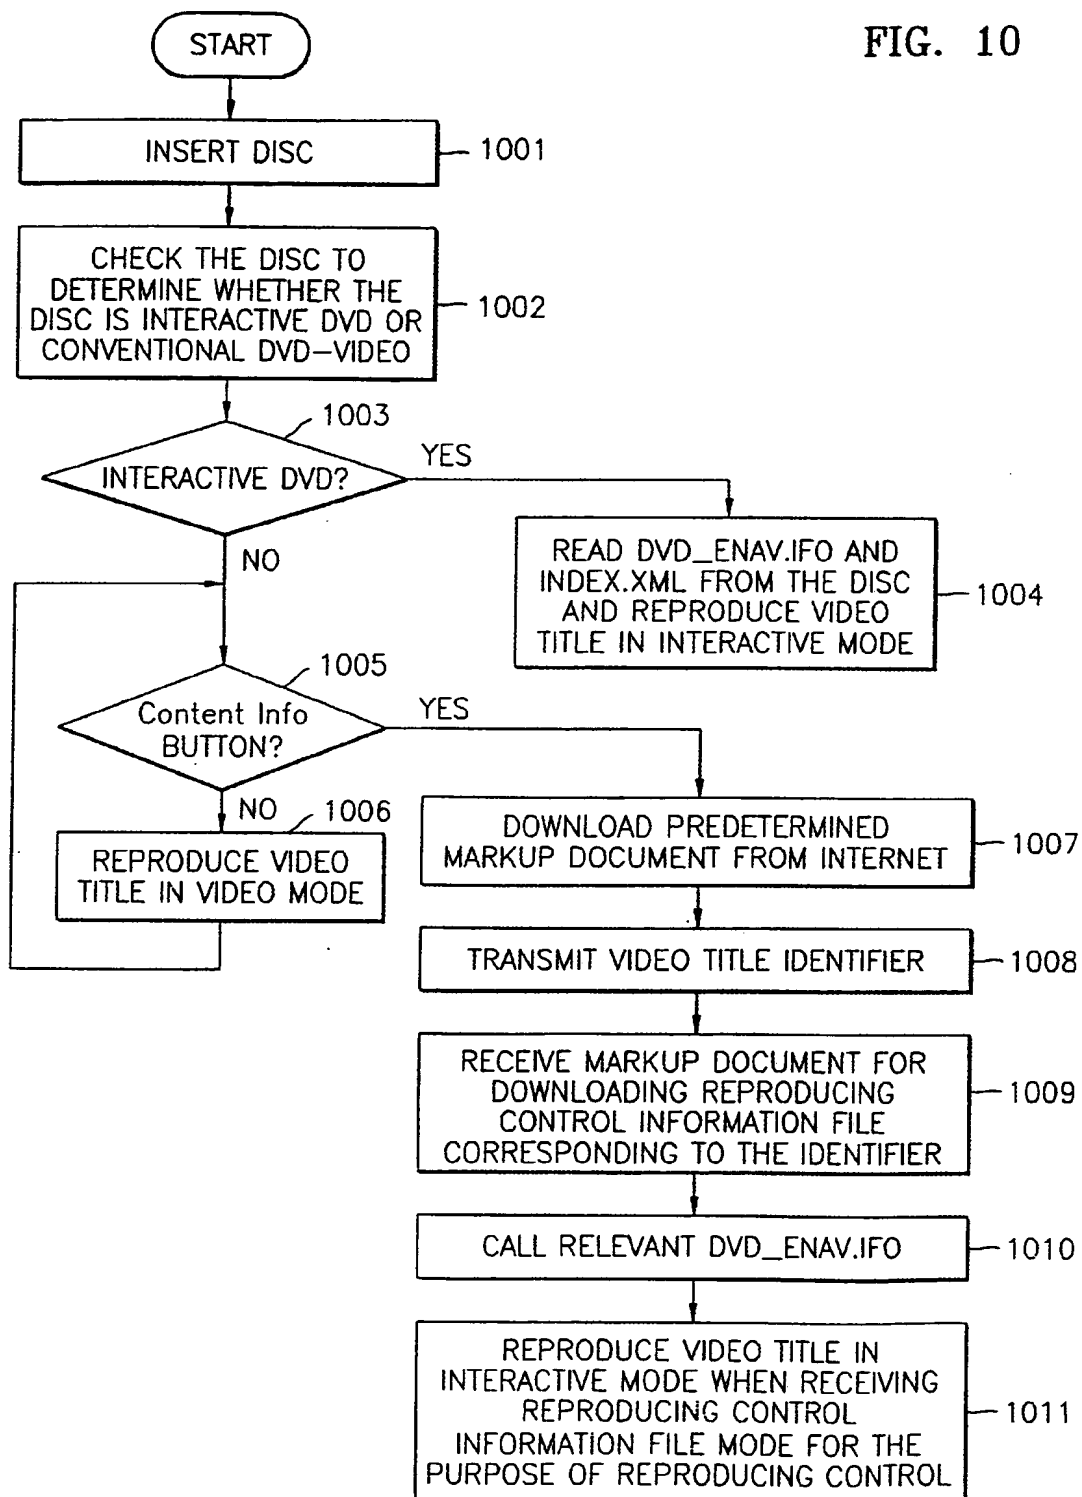 FIG. 10
START
INSERT DISC
1001
CHECK THE DISC TO
DETERMINE WHETHER THE
DISC IS INTERACTIVE DVD OR
CONVENTIONAL DVD-VIDEO
1002
1003
INTERACTIVE DVD?
YES
NO
READ DVD_ENAV.IFO AND
INDEX.XML FROM THE DISC
AND REPRODUCE VIDEO
TITLE IN INTERACTIVE MODE
1004
1005
Content Info
BUTTON?
YES
NO
1006
REPRODUCE VIDEO
TITLE IN VIDEO MODE
DOWNLOAD PREDETERMINED
MARKUP DOCUMENT FROM INTERNET
1007
TRANSMIT VIDEO TITLE IDENTIFIER
1008
RECEIVE MARKUP DOCUMENT FOR
DOWNLOADING REPRODUCING
CONTROL INFORMATION FILE
CORRESPONDING TO THE IDENTIFIER
1009
CALL RELEVANT DVD_ENAV.IFO
1010
REPRODUCE VIDEO TITLE IN
INTERACTIVE MODE WHEN RECEIVING
REPRODUCING CONTROL
INFORMATION FILE MODE FOR THE
PURPOSE OF REPRODUCING CONTROL
1011